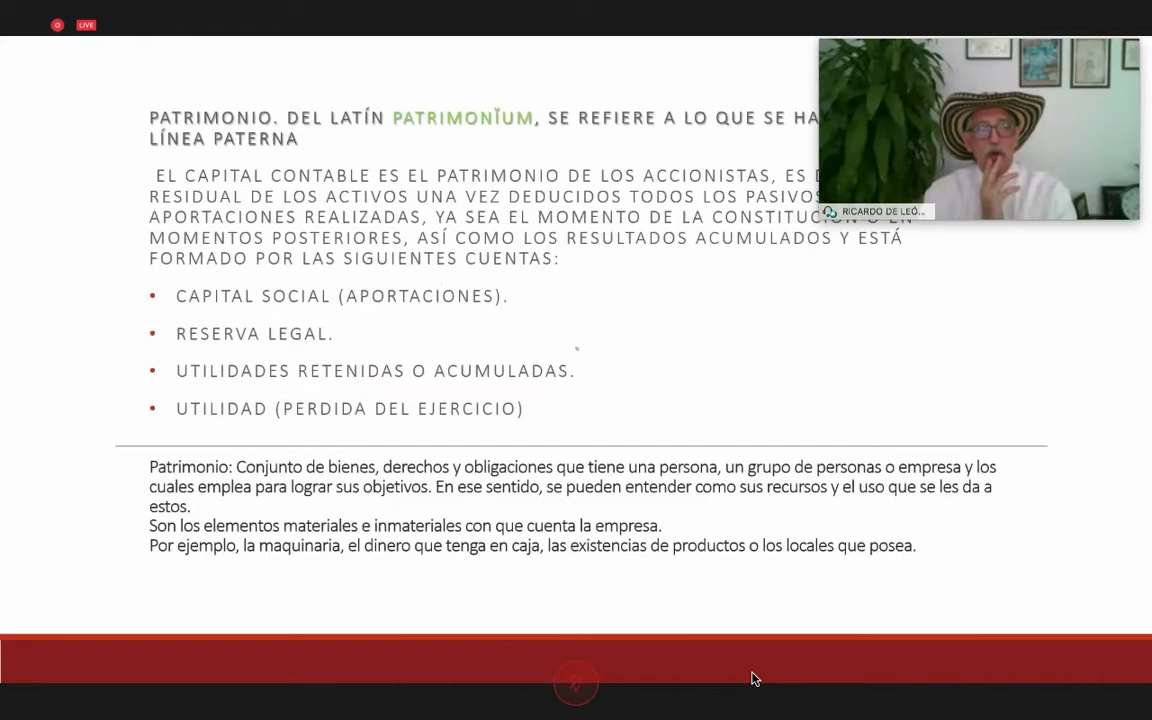 LIVE
PATRIMONIO. DEL LATÍN PATRIMONĬUM, SE REFIERE A LO QUE SE HA
LÍNEA PATERNA
EL CAPITAL CONTABLE ES EL PATRIMONIO DE LOS ACCIONISTAS, ES
RESIDUAL DE LOS ACTIVOS UNA VEZ DEDUCIDOS TODOS LOS PASIVOS
APORTACIONES REALIZADAS, YA SEA EL MOMENTO DE LA CONSTITUCIÓN O EN
MOMENTOS POSTERIORES, ASÍ COMO LOS RESULTADOS ACUMULADOS Y ESTÁ
FORMADO POR LAS SIGUIENTES CUENTAS:
• CAPITAL SOCIAL (APORTACIONES).
• RESERVA LEGAL.
• UTILIDADES RETENIDAS O ACUMULADAS.
• UTILIDAD (PERDIDA DEL EJERCICIO)
Patrimonio: Conjunto de bienes, derechos y obligaciones que tiene una persona, un grupo de personas o empresa y los
cuales emplea para lograr sus objetivos. En ese sentido, se pueden entender como sus recursos y el uso que se les da a
estos.
Son los elementos materiales e inmateriales con que cuenta la empresa.
Por ejemplo, la maquinaria, el dinero que tenga en caja, las existencias de productos o los locales que posea.
RICARDO DE LEÓ...